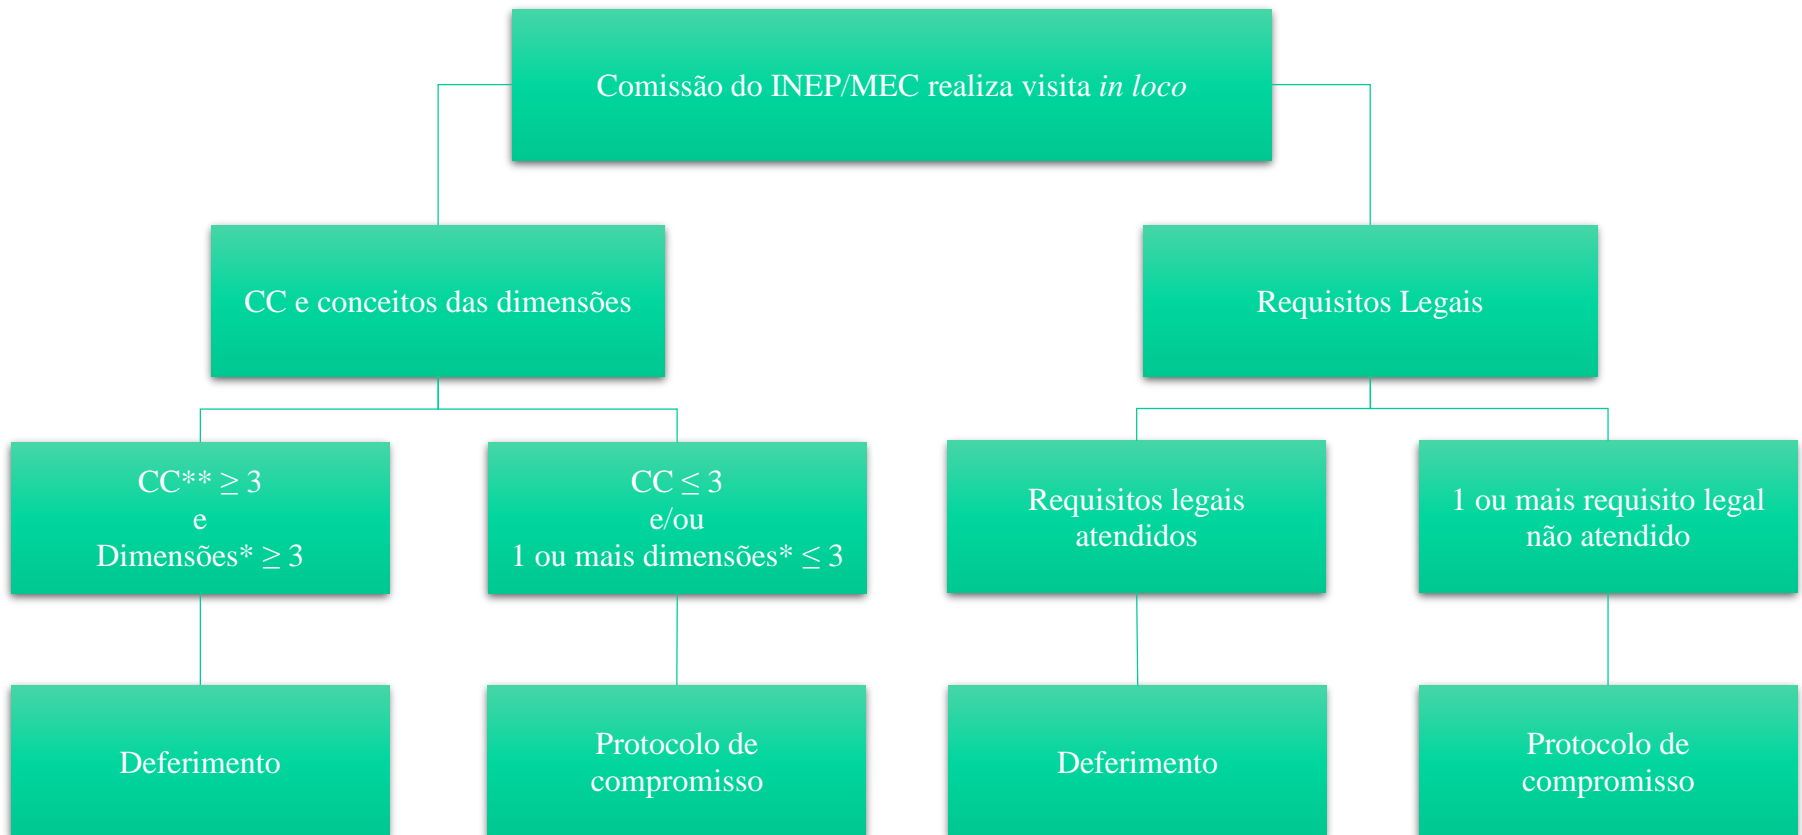 Comissão do INEP/MEC realiza visita in loco
CC e conceitos das dimensões
Requisitos Legais
CC** ≥ 3
e
Dimensões* ≥ 3
CC ≤ 3
e/ou
1 ou mais dimensões* ≤ 3
Requisitos legais
atendidos
1 ou mais requisito legal
não atendido
Deferimento
Protocolo de
compromisso
Deferimento
Protocolo de
compromisso